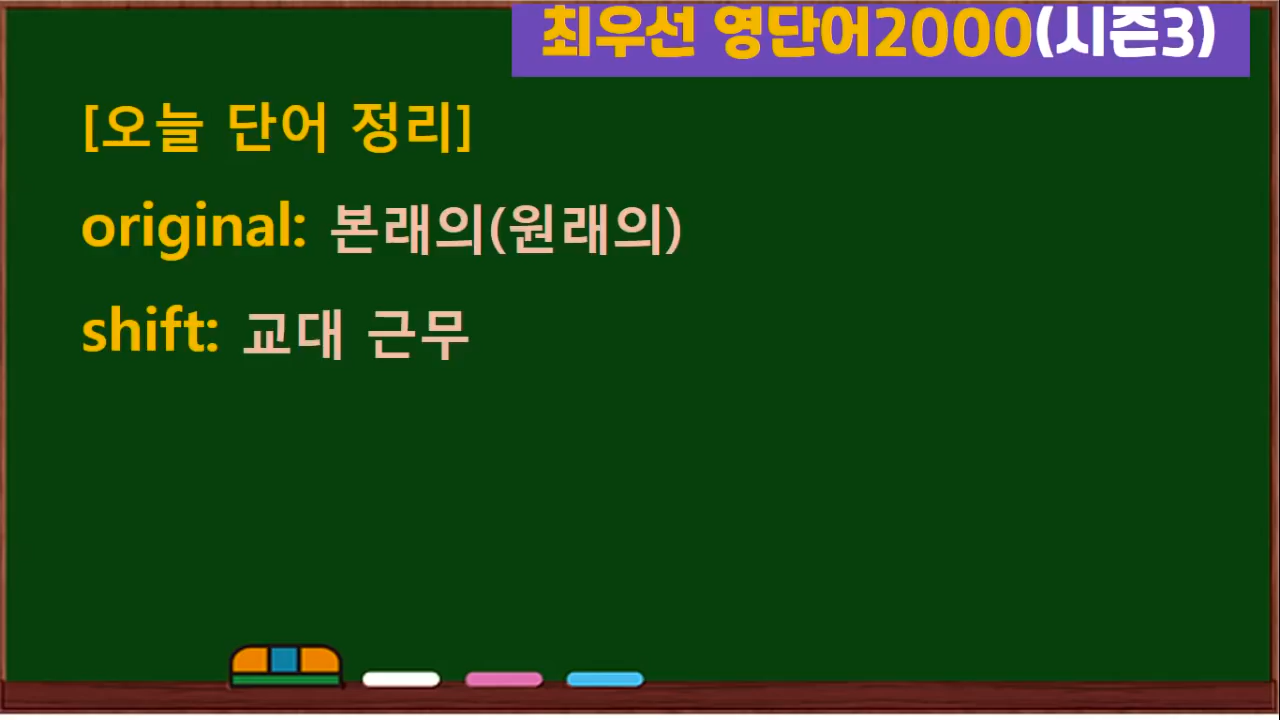 최우선 영단어2000(시즌3)
[오늘 단어 정리]
original: 본래의(원래의)
shift: 교대 근무